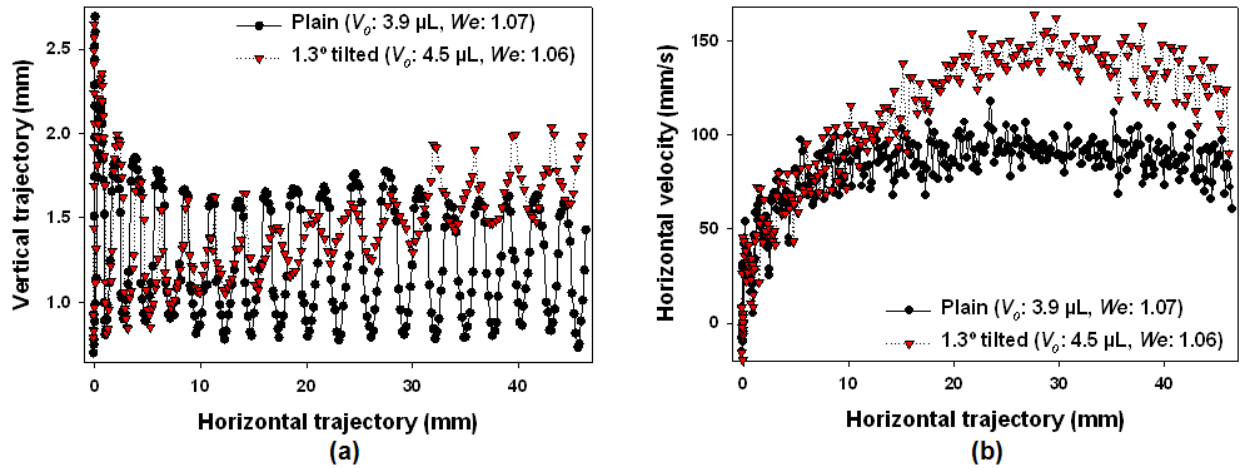 Plain (V0: 3.9 µL, We: 1.07)
1.3° tilted (V0: 4.5 µL, We: 1.06)
Vertical trajectory (mm)
2.5
2.0
1.5
1.0
0
10
20
30
40
Horizontal trajectory (mm)
(a)
Horizontal velocity (mm/s)
150
100
50
0
Plain (V0: 3.9 µL, We: 1.07)
1.3° tilted (V0: 4.5 µL, We: 1.06)
0
10
20
30
40
Horizontal trajectory (mm)
(b)